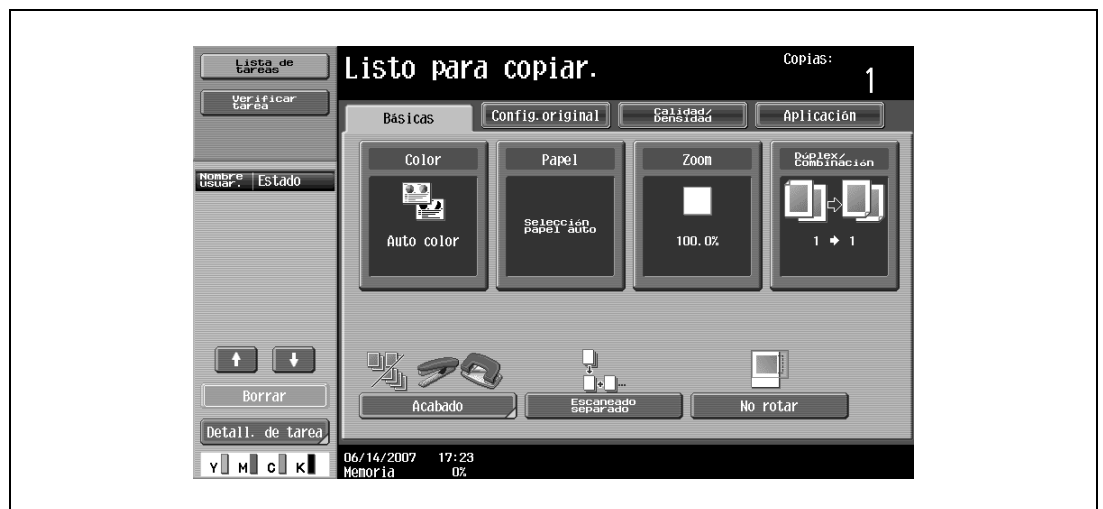 Lista de
tareas
Verificar
tarea
Nombre
usuar.
Estado
Borrar
Detall. de tarea
Y M C K
Listo para copiar.
Copias:
1
Básicas
Config.original
Calidad/
Densidad
Aplicación
Color
Auto color
Papel
Selección
papel auto
Zoom
100.0%
Dúplex/
Combinación
1 → 1
Acabado
Escaneado
separado
No rotar
06/14/2007 17:23
Memoria 0%